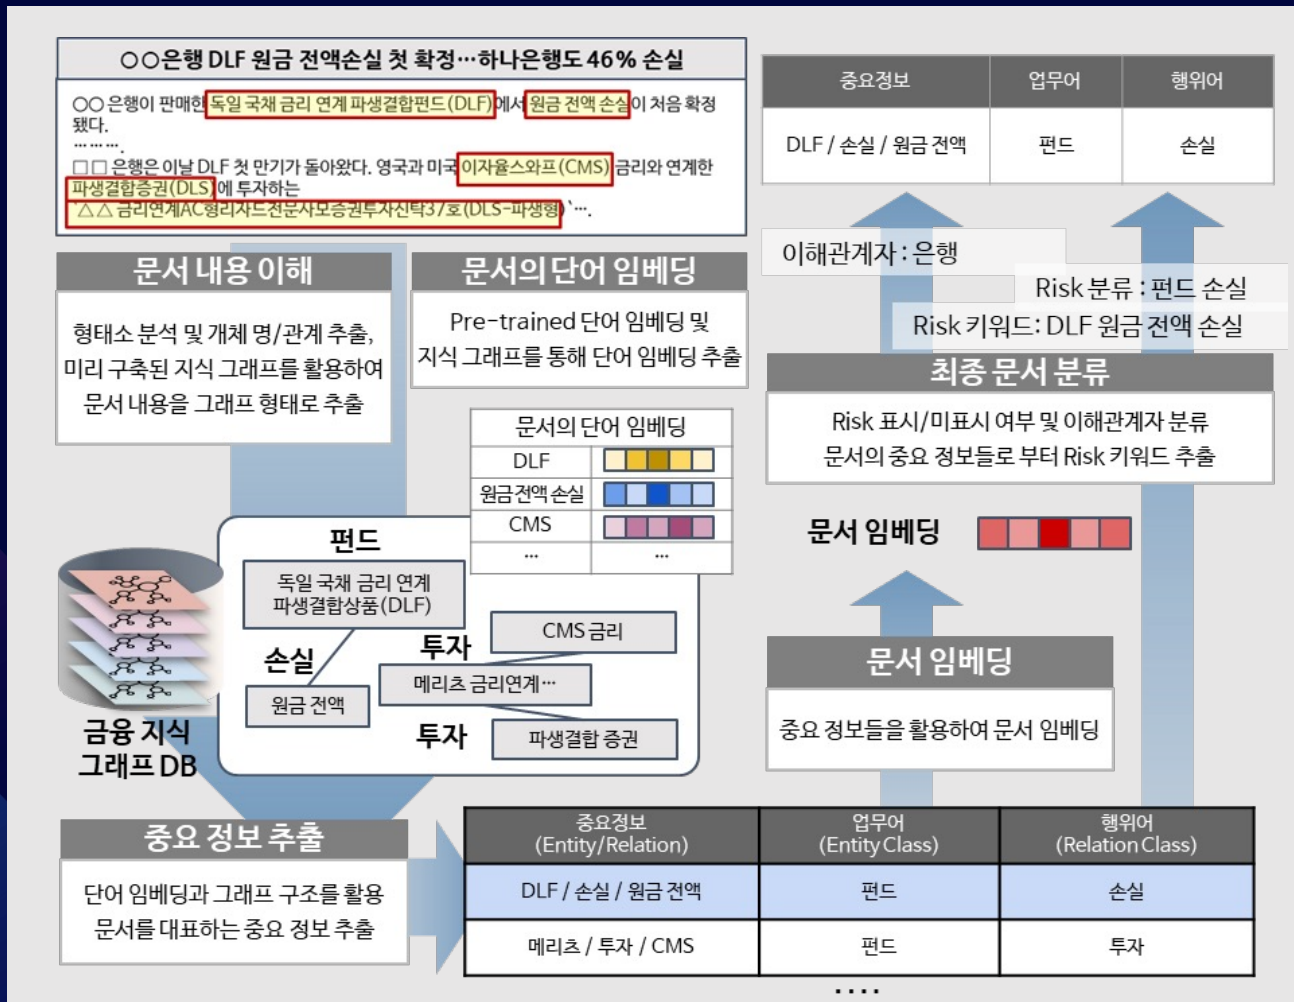 ○○은행 DLF 원금 전액손실 첫 확정…하나은행도 46% 손실
○○ 은행이 판매한 독일 국채 금리 연계 파생결합펀드(DLF)에서 원금 전액 손실이 처음 확정
됐다.
………．
□□ 은행은 이날 DLF 첫 만기가 돌아왔다. 영국과 미국 이자율스와프(CMS) 금리와 연계한
파생결합증권(DLS)에 투자하는
`△△ 금리연계AC형리자드전문사모증권투자신탁37호(DLS-파생형)`….
문서 내용 이해
형태소 분석 및 개체 명/관계 추출,
미리 구축된 지식 그래프를 활용하여
문서 내용을 그래프 형태로 추출
문서의 단어 임베딩
Pre-trained 단어 임베딩 및
지식 그래프를 통해 단어 임베딩 추출
문서의 단어 임베딩
DLF
원금 전액 손실
CMS
… …
펀드
독일 국채 금리 연계
파생결합상품(DLF)
손실
원금 전액
투자
CMS 금리
메리츠 금리연계…
투자
파생결합 증권
금융 지식
그래프 DB
중요 정보 추출
단어 임베딩과 그래프 구조를 활용
문서를 대표하는 중요 정보 추출
중요정보 업무어 행위어
(Entity/Relation) (Entity Class) (Relation Class)
DLF / 손실 / 원금 전액 펀드 손실
메리츠 / 투자 / CMS 펀드 투자
....
문서 임베딩
중요 정보들을 활용하여 문서 임베딩
문서 임베딩
최종 문서 분류
Risk 표시/미표시 여부 및 이해관계자 분류
문서의 중요 정보들로 부터 Risk 키워드 추출
이해관계자 : 은행
Risk 분류 : 펀드 손실
Risk 키워드: DLF 원금 전액 손실
중요정보 업무어 행위어
DLF / 손실 / 원금 전액 펀드 손실